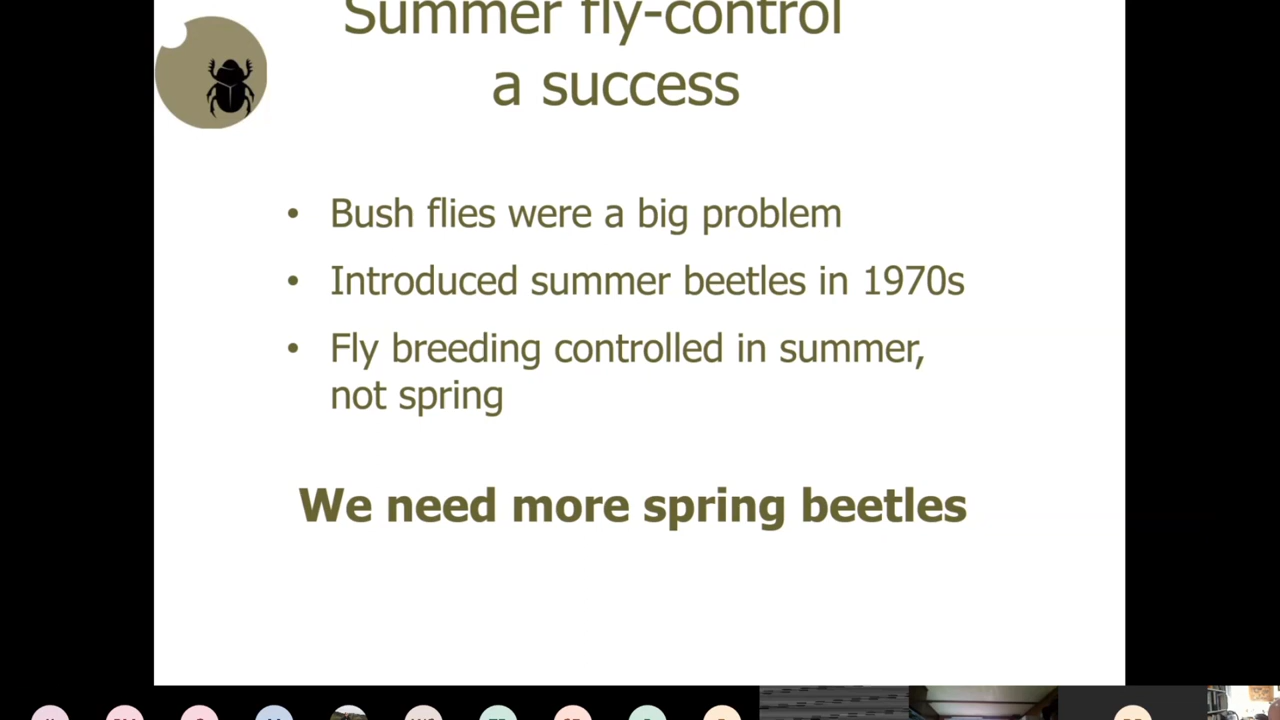 Summer fly-control
a success
• Bush flies were a big problem
• Introduced summer beetles in 1970s
• Fly breeding controlled in summer,
not spring
We need more spring beetles